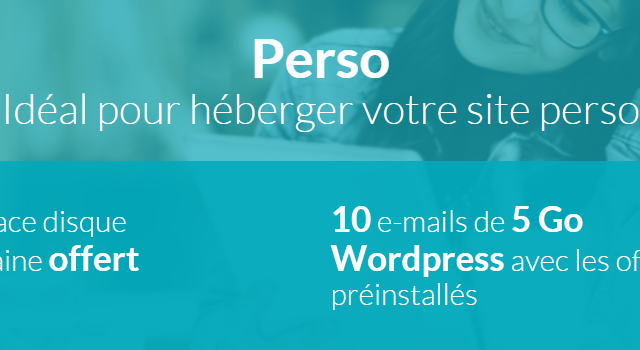 Perso
Idéal pour héberger votre site perso
ace disque
aine offert
10 e-mails de 5 Go
Wordpress avec les of
préinstallés